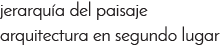 jerarquía del paisaje
arquitectura en segundo lugar